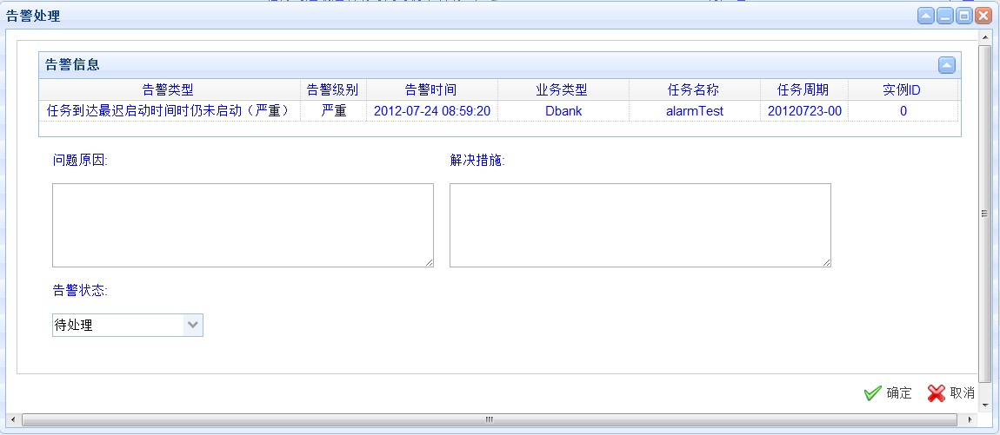 告警处理
告警信息
告警类型 告警级别 告警时间 业务类型 任务名称 任务周期 实例ID
任务到达最迟启动时间时仍未启动（严重） 严重 2012-07-24 08:59:20 Dbank alarmTest 20120723-00 0
问题原因: 解决措施:
告警状态:
待处理
确定 取消